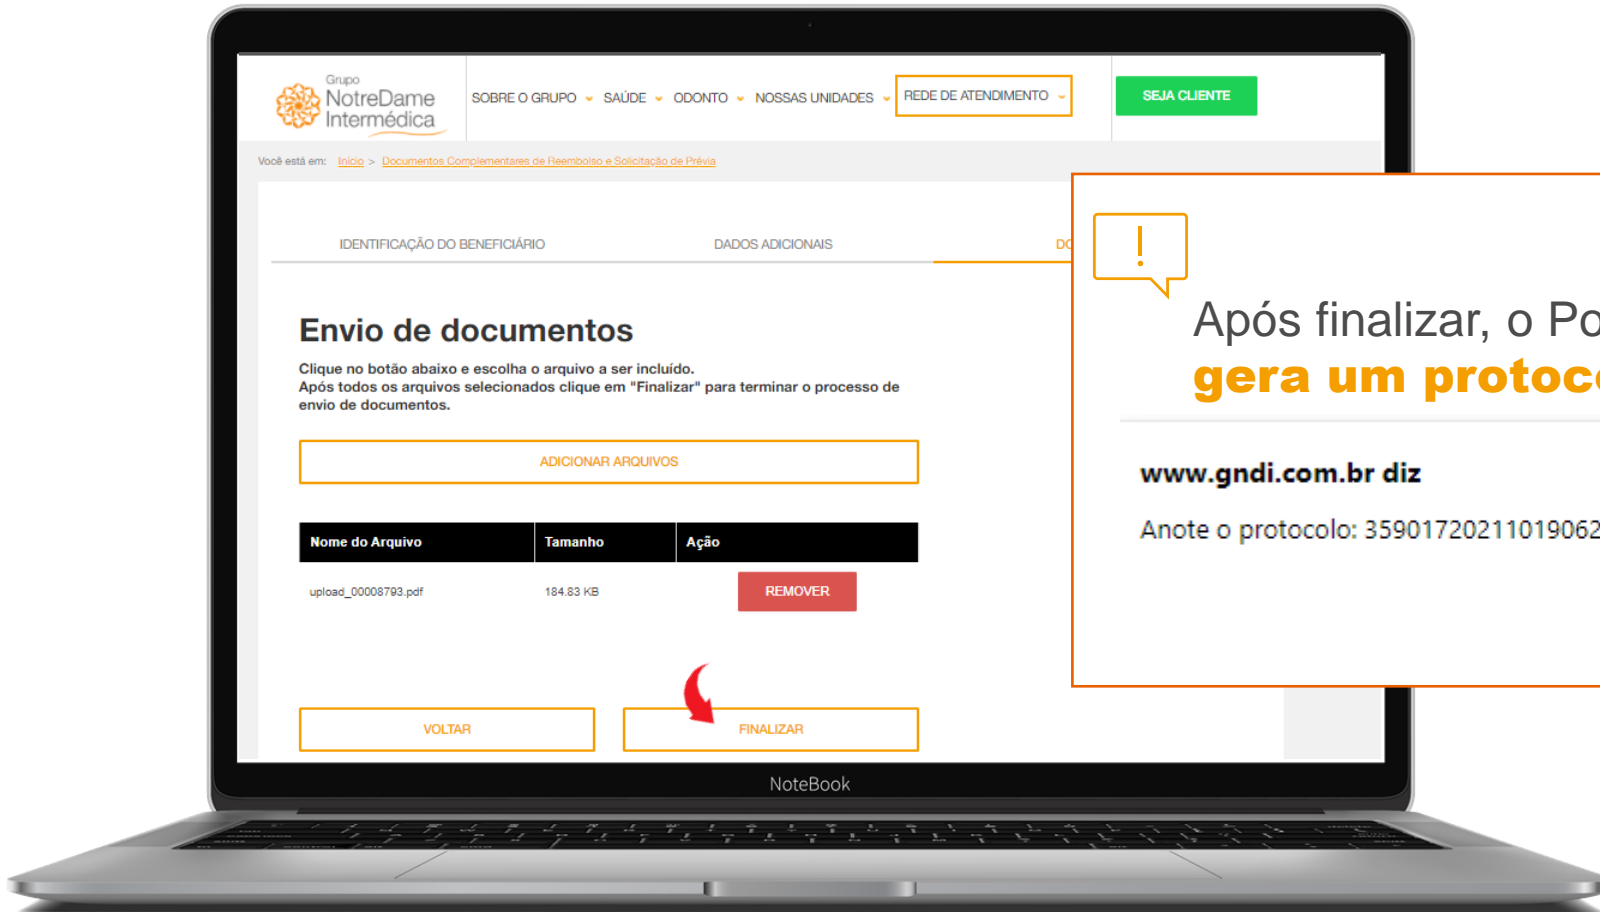 Grupo
NotreDame
Intermédica
SOBRE O GRUPO
SAÚDE
ODONTO
NOSSAS UNIDADES
REDE DE ATENDIMENTO
SEJA CLIENTE
Você está em: Início > Documentos Complementares de Reembolso e Solicitação de Prévia
IDENTIFICAÇÃO DO BENEFICIÁRIO
DADOS ADICIONAIS
DO
Envio de documentos
Clique no botão abaixo e escolha o arquivo a ser incluído.
Após todos os arquivos selecionados clique em "Finalizar" para terminar o processo de
envio de documentos.
ADICIONAR ARQUIVOS
Nome do Arquivo Tamanho Ação
upload_00008793.pdf 184.83 KB REMOVER
VOLTAR
FINALIZAR
!
Após finalizar, o Po
gera um protoco
www.gndi.com.br diz
Anote o protocolo: 35901720211019062
NoteBook